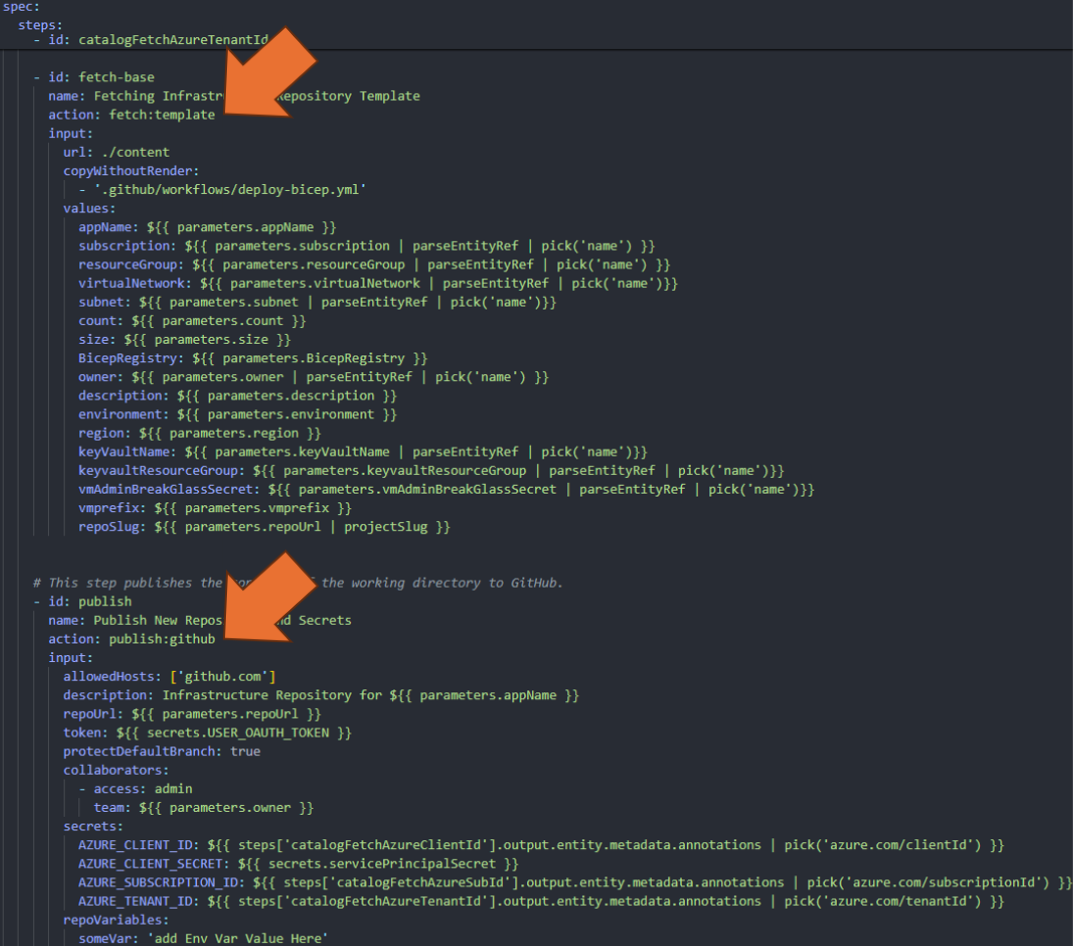 spec:
  steps:
    - id: catalogFetchAzureTenantId
    - id: fetch-base
      name: Fetching Infrastr epository Template
      action: fetch:template
      input:
        url: ./content
        copyWithoutRender:
          - '.github/workflows/deploy-bicep.yml'
        values:
          appName: ${{ parameters.appName }}
          subscription: ${{ parameters.subscription | parseEntityRef | pick('name') }}
          resourceGroup: ${{ parameters.resourceGroup | parseEntityRef | pick('name') }}
          virtualNetwork: ${{ parameters.virtualNetwork | parseEntityRef | pick('name')}}
          subnet: ${{ parameters.subnet | parseEntityRef | pick('name')}}
          count: ${{ parameters.count }}
          size: ${{ parameters.size }}
          BicepRegistry: ${{ parameters.BicepRegistry }}
          owner: ${{ parameters.owner | parseEntityRef | pick('name') }}
          description: ${{ parameters.description }}
          environment: ${{ parameters.environment }}
          region: ${{ parameters.region }}
          keyVaultName: ${{ parameters.keyVaultName | parseEntityRef | pick('name')}}
          keyvaultResourceGroup: ${{ parameters.keyvaultResourceGroup | parseEntityRef | pick('name')}}
          vmAdminBreakGlassSecret: ${{ parameters.vmAdminBreakGlassSecret | parseEntityRef | pick('name')}}
          vmprefix: ${{ parameters.vmprefix }}
          repoSlug: ${{ parameters.repoUrl | projectSlug }}
    # This step publishes the the working directory to GitHub.
    - id: publish
      name: Publish New Repos d Secrets
      action: publish:github
      input:
        allowedHosts: ['github.com']
        description: Infrastructure Repository for ${{ parameters.appName }}
        repoUrl: ${{ parameters.repoUrl }}
        token: ${{ secrets.USER_OAUTH_TOKEN }}
        protectDefaultBranch: true
        collaborators:
          - access: admin
            team: ${{ parameters.owner }}
        secrets:
          AZURE_CLIENT_ID: ${{ steps['catalogFetchAzureClientId'].output.entity.metadata.annotations | pick('azure.com/clientId') }}
          AZURE_CLIENT_SECRET: ${{ secrets.servicePrincipalSecret }}
          AZURE_SUBSCRIPTION_ID: ${{ steps['catalogFetchAzureSubId'].output.entity.metadata.annotations | pick('azure.com/subscriptionId') }}
          AZURE_TENANT_ID: ${{ steps['catalogFetchAzureTenantId'].output.entity.metadata.annotations | pick('azure.com/tenantId') }}
        repoVariables:
          someVar: 'add Env Var Value Here'